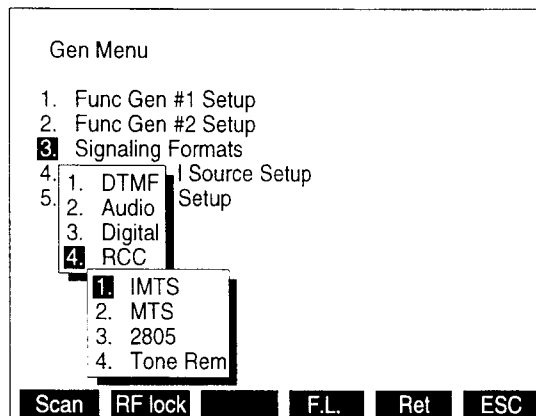 Gen Menu
1. Func Gen #1 Setup
2. Func Gen #2 Setup
3. Signaling Formats
4. l Source Setup
5. Setup
1. DTMF
2. Audio
3. Digital
4. RCC
1. IMTS
2. MTS
3. 2805
4. Tone Rem
Scan RF lock F.L. Ret ESC